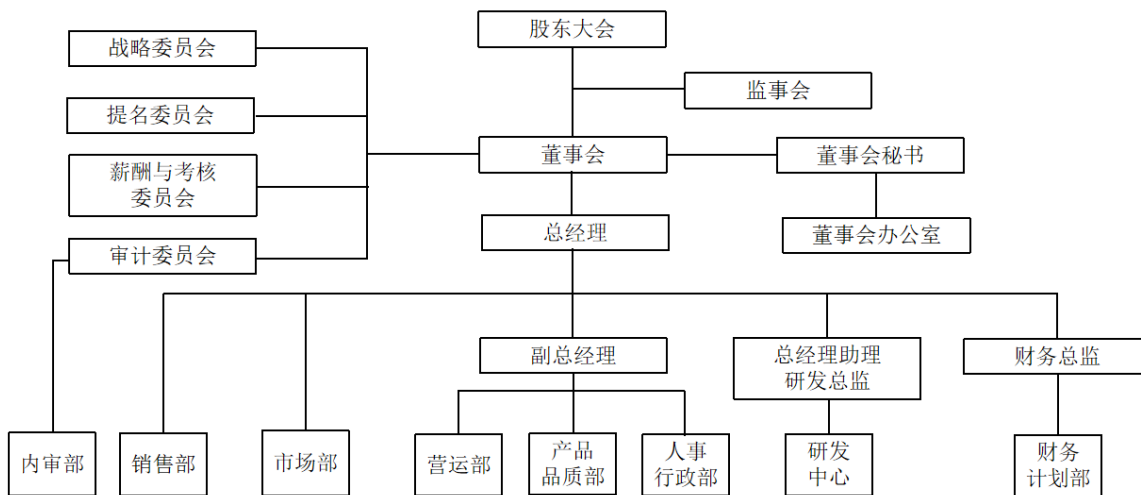 股东大会
战略委员会
监事会
提名委员会
董事会
董事会秘书
薪酬与考核
委员会
总经理
董事会办公室
审计委员会
副总经理
总经理助理
研发总监
财务总监
内审部
销售部
市场部
营运部
产品
品质部
人事
行政部
研发
中心
财务
计划部